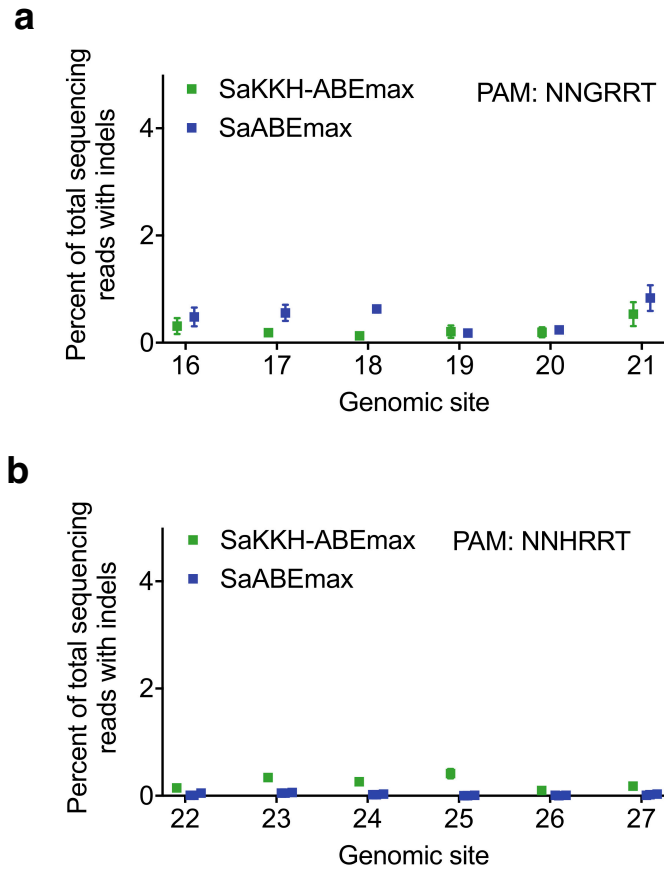 a
Percent of total sequencing
reads with indels
SaKKH-ABEmax
SaABEmax
PAM: NNGRRT
4
2
0
16 17 18 19 20 21
Genomic site
b
Percent of total sequencing
reads with indels
SaKKH-ABEmax
SaABEmax
PAM: NNHRRT
4
2
0
22 23 24 25 26 27
Genomic site